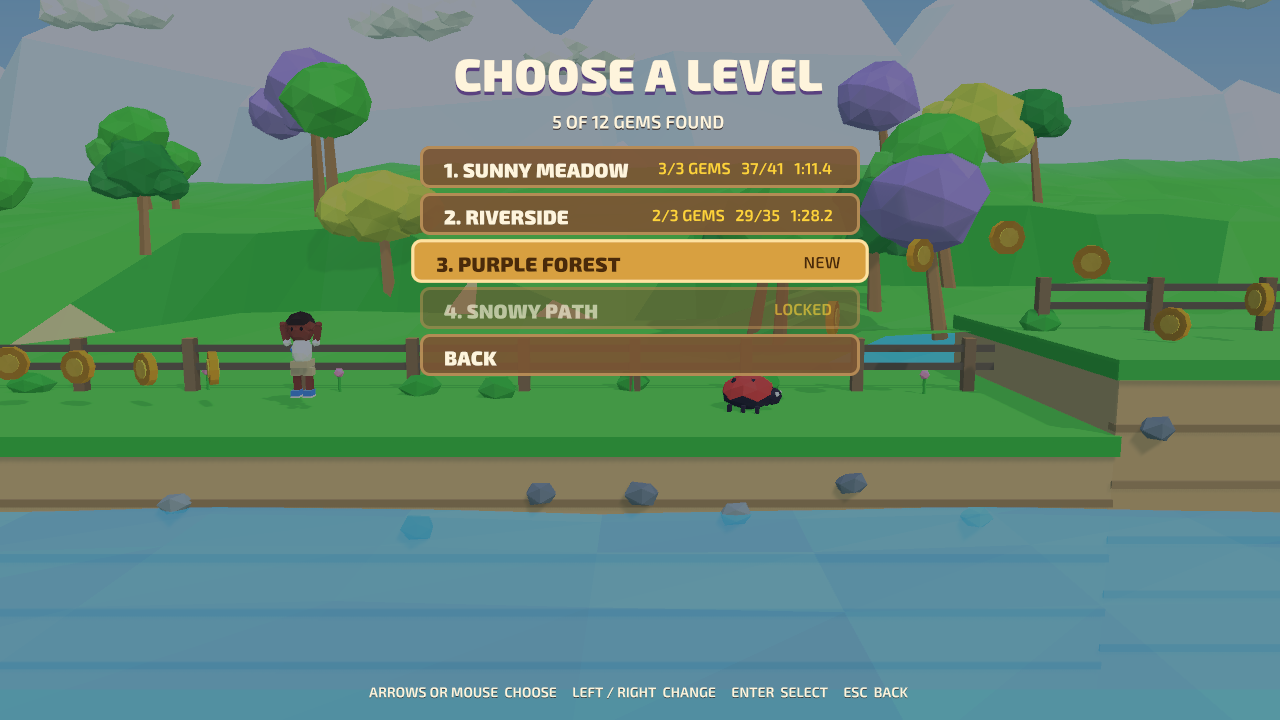 CHOOSE A LEVEL
5 OF 12 GEMS FOUND
1. SUNNY MEADOW 3/3 GEMS 37/41 1:11.4
2. RIVERSIDE 2/3 GEMS 29/35 1:28.2
3. PURPLE FOREST NEW
4. SNOWY PATH LOCKED
BACK
ARROWS OR MOUSE CHOOSE LEFT / RIGHT CHANGE ENTER SELECT ESC BACK